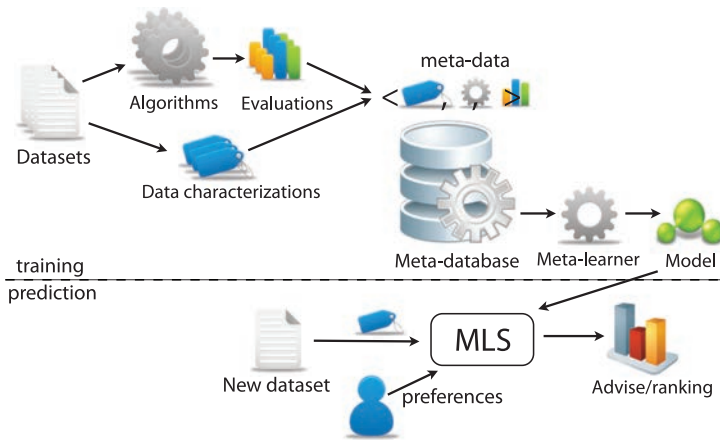 meta-data
Algorithms
Evaluations
< , , >
Datasets
Data characterizations
Meta-database
Meta-learner
Model
training
prediction
MLS
New dataset
preferences
Advise/ranking